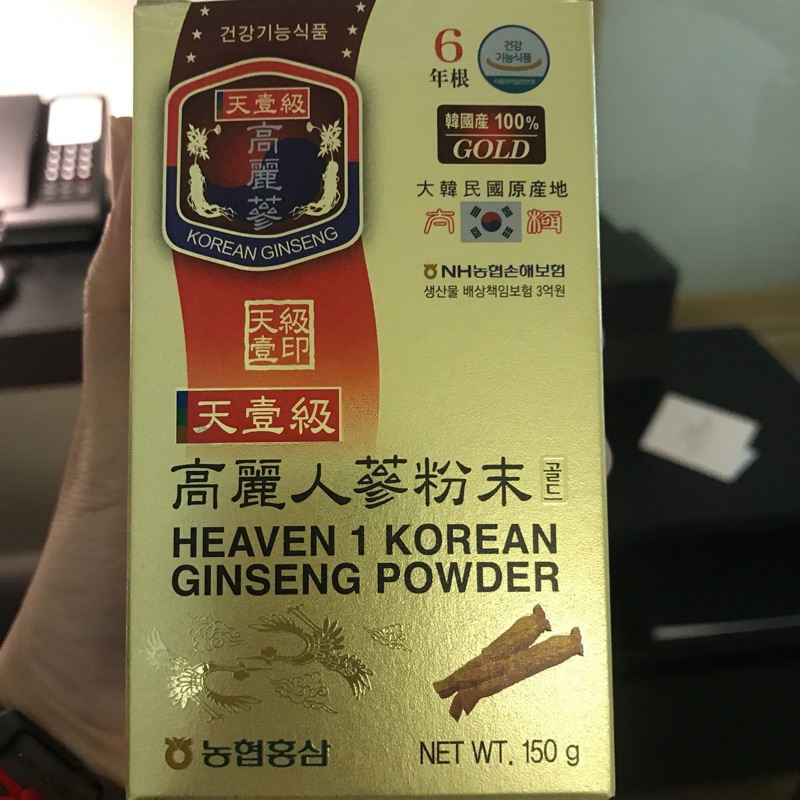 건강기능식품
天壹級
高麗蔘
KOREAN GINSENG
6
年根
건강
기능식품
韓國産 100%
GOLD
大韓民國原産地
太極
NH농협손해보험
생산물 배상책임보험 3억원
天級
壹印
天壹級
高麗人蔘粉末 골드
HEAVEN 1 KOREAN
GINSENG POWDER
농협홍삼
NET WT. 150 g